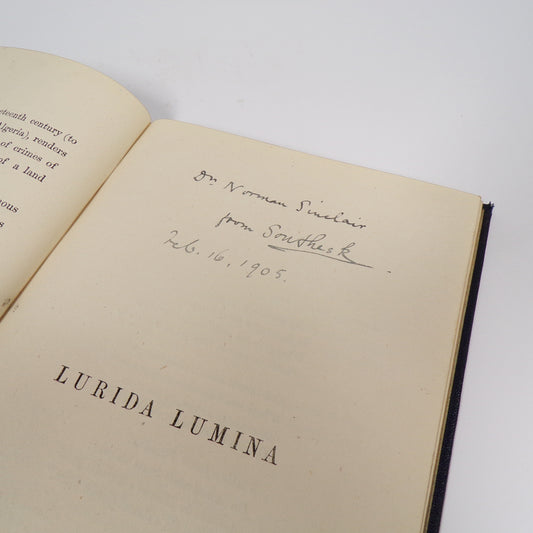 eteenth century (to
lgeria), renders
of crimes of
of a land
ous
s
Dr. Norman Sinclair
from Southesk
Feb. 16. 1905.
LURIDA LUMINA